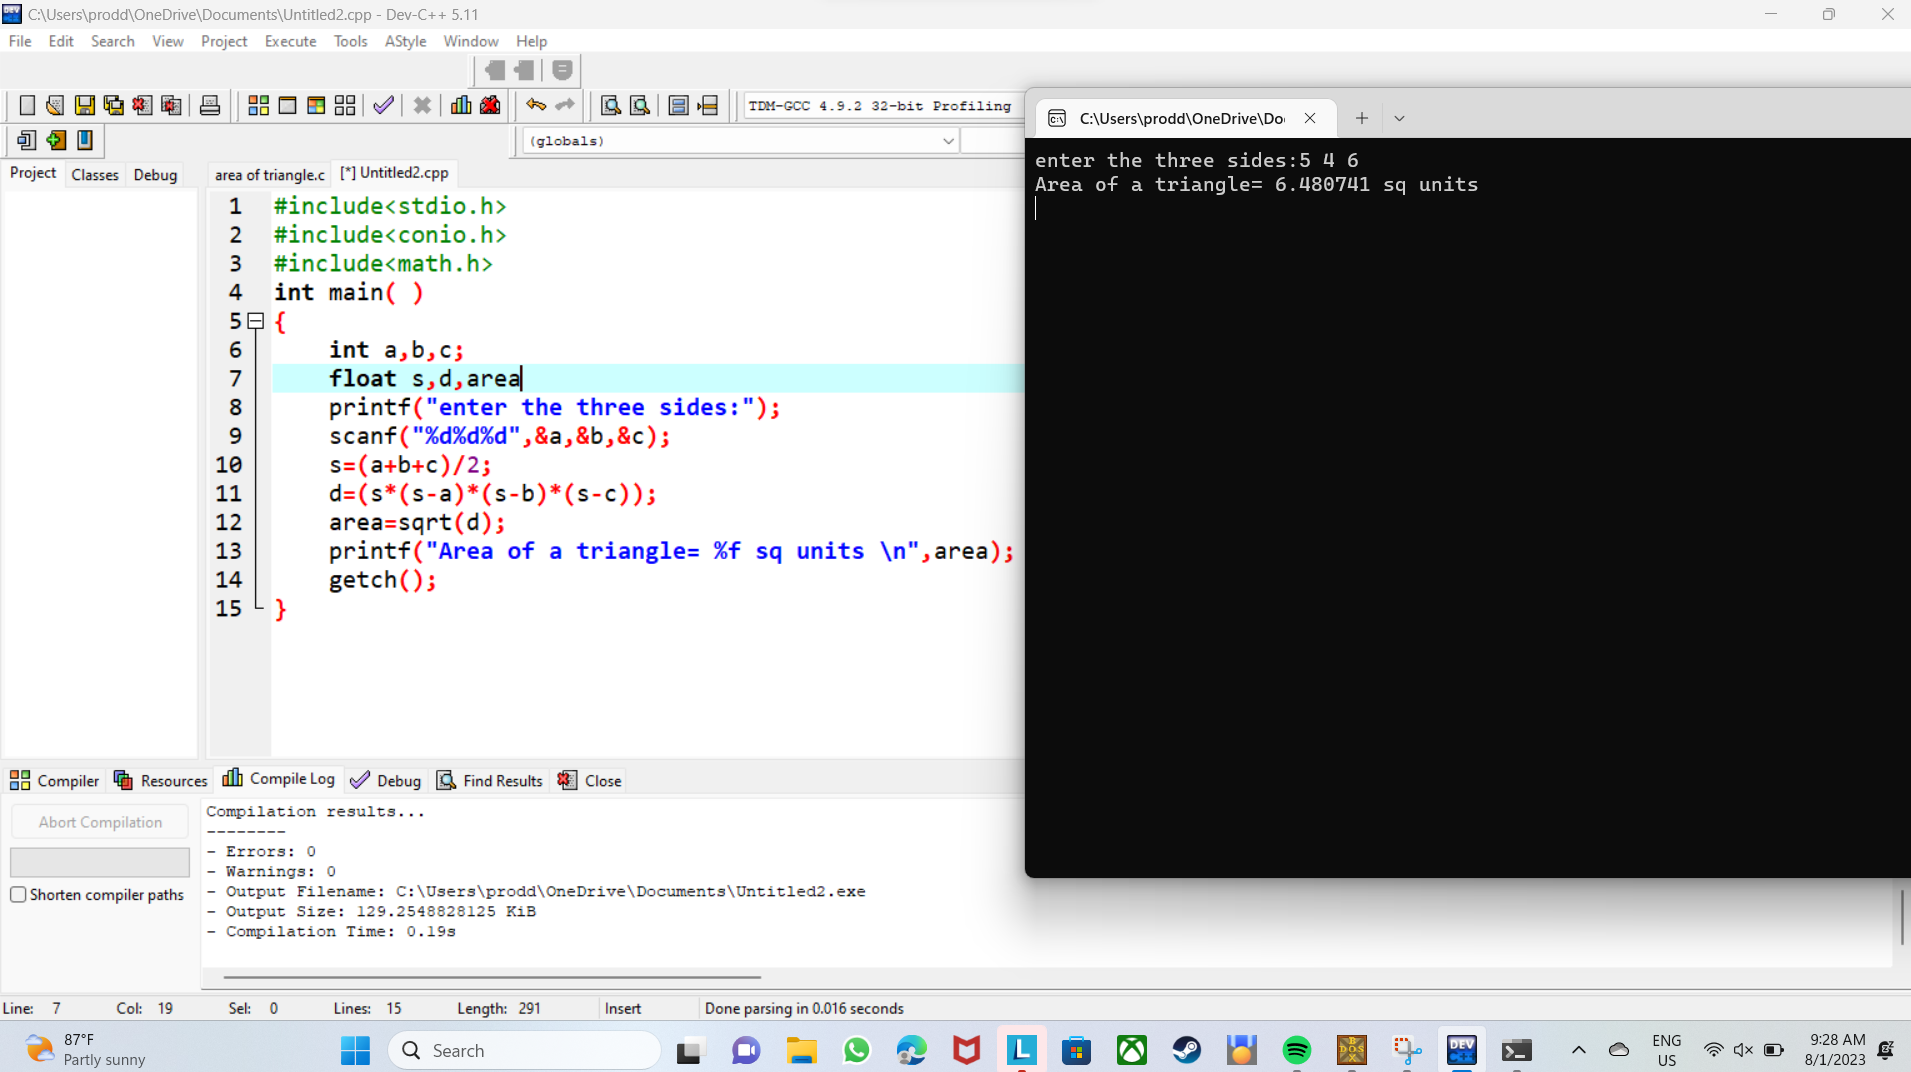 C:\Users\prodd\OneDrive\Documents\Untitled2.cpp - Dev-C++ 5.11
File Edit Search View Project Execute Tools AStyle Window Help
TDM-GCC 4.9.2 32-bit Profiling
(globals)
Project Classes Debug
area of triangle.c [*] Untitled2.cpp
1 #include<stdio.h>
2 #include<conio.h>
3 #include<math.h>
4 int main( )
5 {
6 int a,b,c;
7 float s,d,area
8 printf("enter the three sides:");
9 scanf("%d%d%d",&a,&b,&c);
10 s=(a+b+c)/2;
11 d=(s*(s-a)*(s-b)*(s-c));
12 area=sqrt(d);
13 printf("Area of a triangle= %f sq units \n",area);
14 getch();
15 }
C:\Users\prodd\OneDrive\Do
enter the three sides:5 4 6
Area of a triangle= 6.480741 sq units
Compiler Resources Compile Log Debug Find Results Close
Abort Compilation
Shorten compiler paths
Compilation results...
--------
- Errors: 0
- Warnings: 0
- Output Filename: C:\Users\prodd\OneDrive\Documents\Untitled2.exe
- Output Size: 129.2548828125 KiB
- Compilation Time: 0.19s
Line: 7 Col: 19 Sel: 0 Lines: 15 Length: 291 Insert Done parsing in 0.016 seconds
87°F
Partly sunny
Search
L
DEV
ENG
US
9:28 AM
8/1/2023